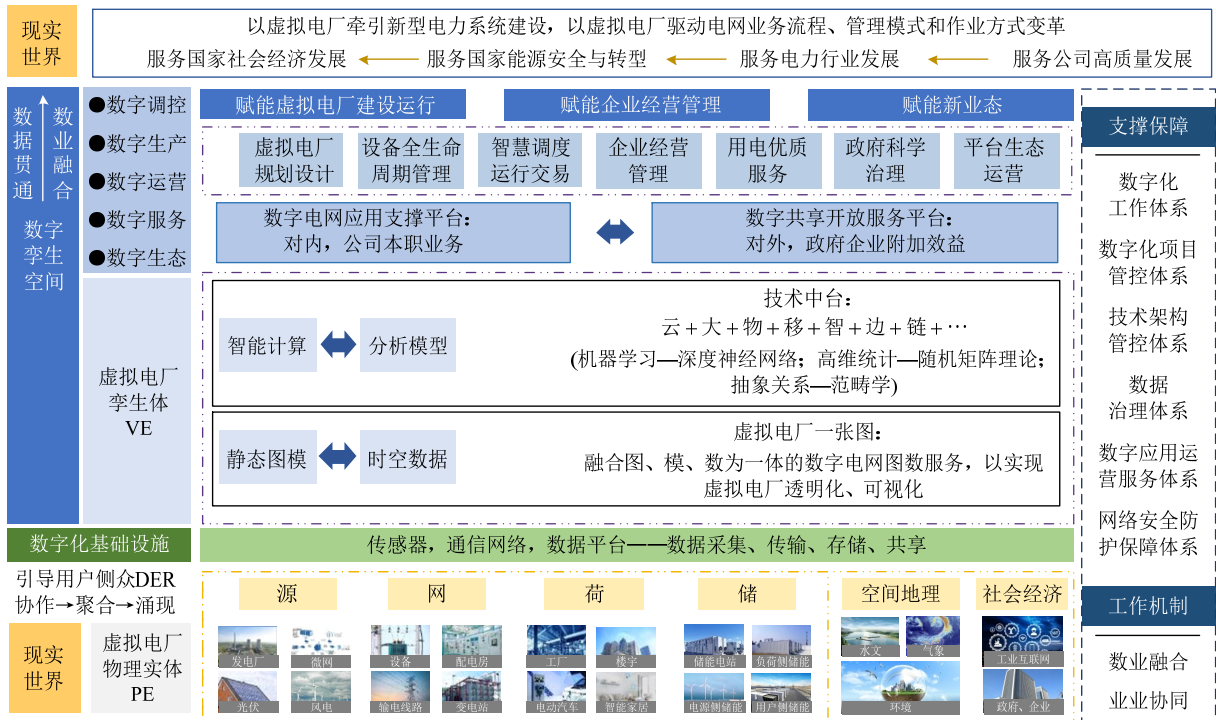 现实
世界
以虚拟电厂牵引新型电力系统建设，以虚拟电厂驱动电网业务流程、管理模式和作业方式变革
服务国家社会经济发展 ← 服务国家能源安全与转型 ← 服务电力行业发展 ← 服务公司高质量发展
数据贯通
数业融合
数字
孪生
空间
●数字调控
●数字生产
●数字运营
●数字服务
●数字生态
赋能虚拟电厂建设运行
赋能企业经营管理
赋能新业态
虚拟电厂
规划设计
设备全生命
周期管理
智慧调度
运行交易
企业经营
管理
用电优质
服务
政府科学
治理
平台生态
运营
数字电网应用支撑平台：
对内，公司本职业务
数字共享开放服务平台：
对外，政府企业附加效益
虚拟电厂
孪生体
VE
智能计算
分析模型
技术中台：
云+大+物+移+智+边+链+…
(机器学习—深度神经网络；高维统计—随机矩阵理论；
抽象关系—范畴学)
静态图模
时空数据
虚拟电厂一张图：
融合图、模、数为一体的数字电网图数服务，以实现
虚拟电厂透明化、可视化
数字化基础设施
传感器，通信网络，数据平台——数据采集、传输、存储、共享
引导用户侧众DER
协作→聚合→涌现
现实
世界
虚拟电厂
物理实体
PE
源
发电厂
微网
光伏
风电
网
设备
配电房
输电线路
变电站
荷
工厂
楼宇
电动汽车
智能家居
储
储能电站
负荷侧储能
电源侧储能
用户侧储能
空间地理
水文
气象
环境
社会经济
工业互联网
政府、企业
支撑保障
数字化
工作体系
数字化项目
管控体系
技术架构
管控体系
数据
治理体系
数字应用运
营服务体系
网络安全防
护保障体系
工作机制
数业融合
业业协同